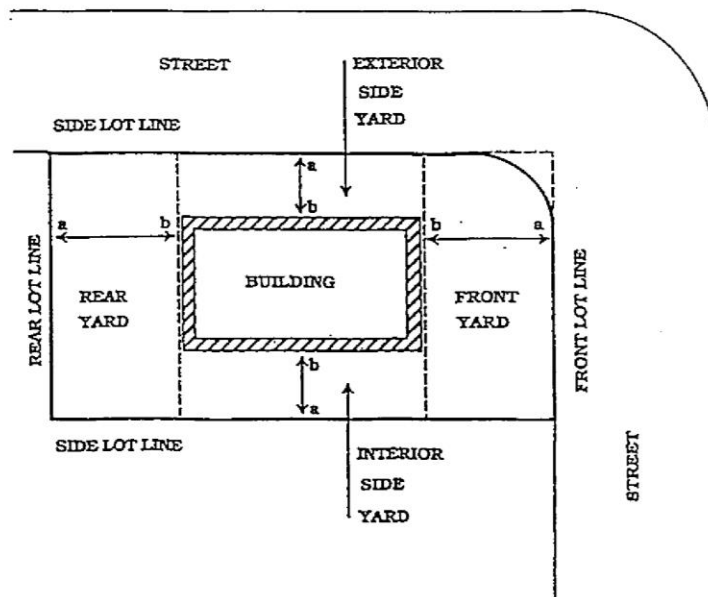 STREET
EXTERIOR
SIDE
YARD
SIDE LOT LINE
a
b
a
b
b
a
REAR LOT LINE
REAR
YARD
BUILDING
FRONT
YARD
FRONT LOT LINE
b
a
SIDE LOT LINE
INTERIOR
SIDE
YARD
STREET